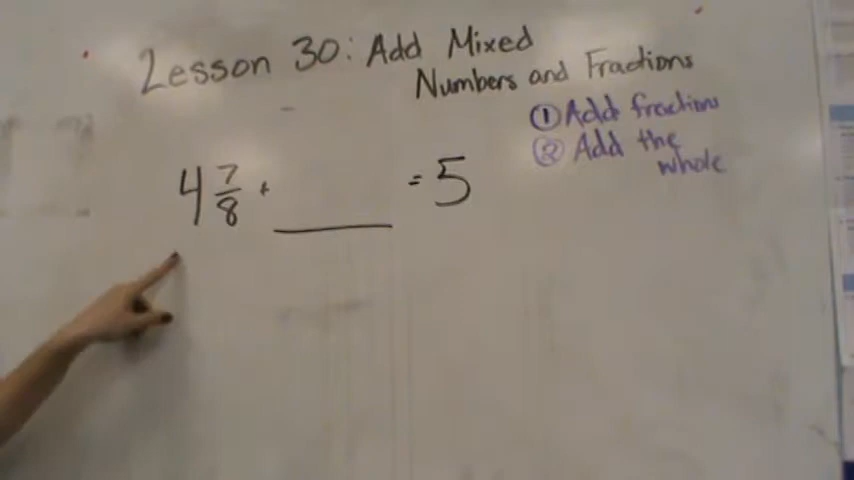 Lesson 30: Add Mixed
Numbers and Fractions
① Add fractions
② Add the
whole
4 7/8 + ____ = 5